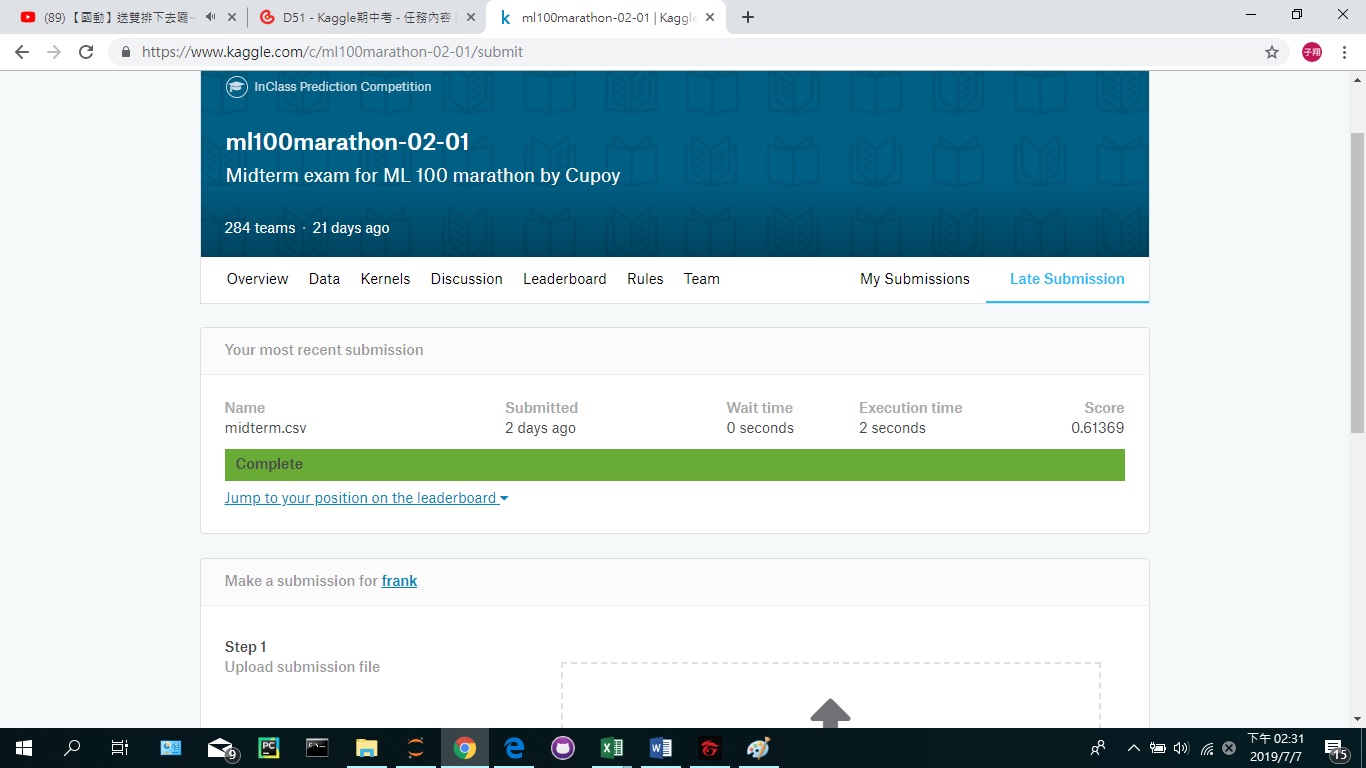 (89)【國動】送雙排下去囉~
D51 - Kaggle期中考 - 任務內容
ml100marathon-02-01 | Kaggle
https://www.kaggle.com/c/ml100marathon-02-01/submit
子翔
InClass Prediction Competition
ml100marathon-02-01
Midterm exam for ML 100 marathon by Cupoy
284 teams · 21 days ago
Overview Data Kernels Discussion Leaderboard Rules Team My Submissions Late Submission
Your most recent submission
Name Submitted Wait time Execution time Score
midterm.csv 2 days ago 0 seconds 2 seconds 0.61369
Complete
Jump to your position on the leaderboard
Make a submission for frank
Step 1
Upload submission file
9
PC
下午 02:31
2019/7/7
15